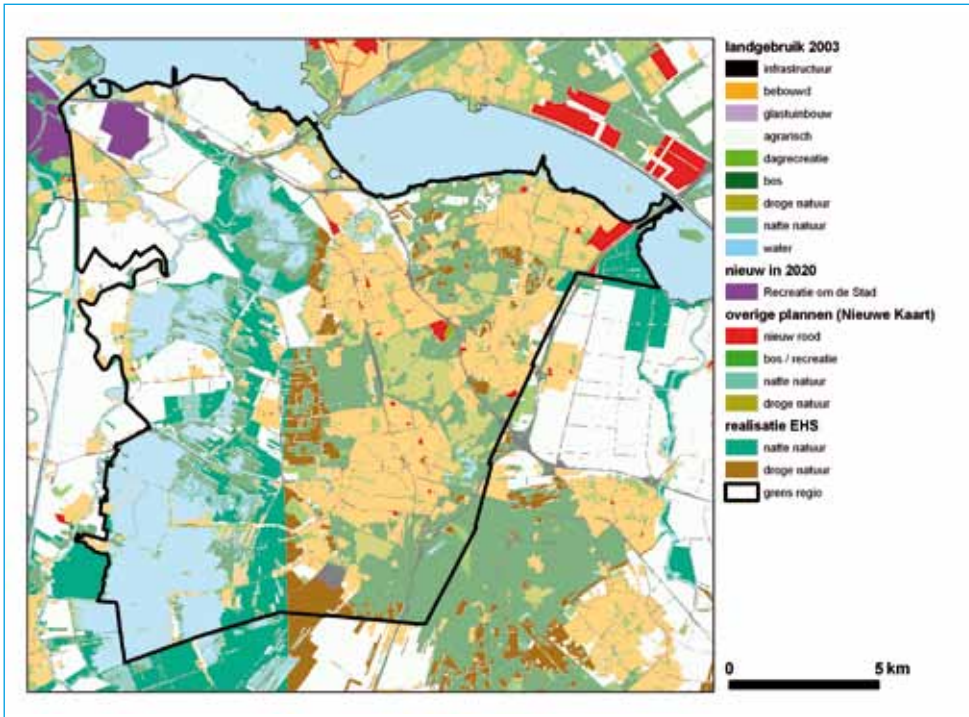 landgebruik 2003
infrastructuur
bebouwd
glastuinbouw
agrarisch
dagrecreatie
bos
droge natuur
natte natuur
water
nieuw in 2020
Recreatie om de Stad
overige plannen (Nieuwe Kaart)
nieuw rood
bos / recreatie
natte natuur
droge natuur
realisatie EHS
natte natuur
droge natuur
grens regio
0 5 km